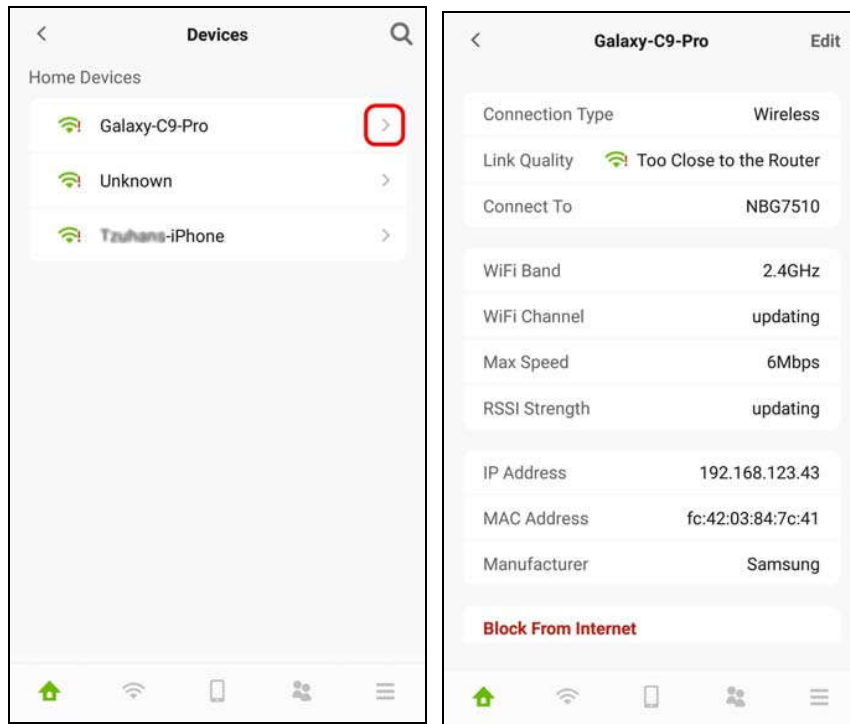 Devices
Home Devices
Galaxy-C9-Pro
Unknown
-iPhone
Galaxy-C9-Pro Edit
Connection Type Wireless
Link Quality Too Close to the Router
Connect To NBG7510
WiFi Band 2.4GHz
WiFi Channel updating
Max Speed 6Mbps
RSSI Strength updating
IP Address 192.168.123.43
MAC Address fc:42:03:84:7c:41
Manufacturer Samsung
Block From Internet